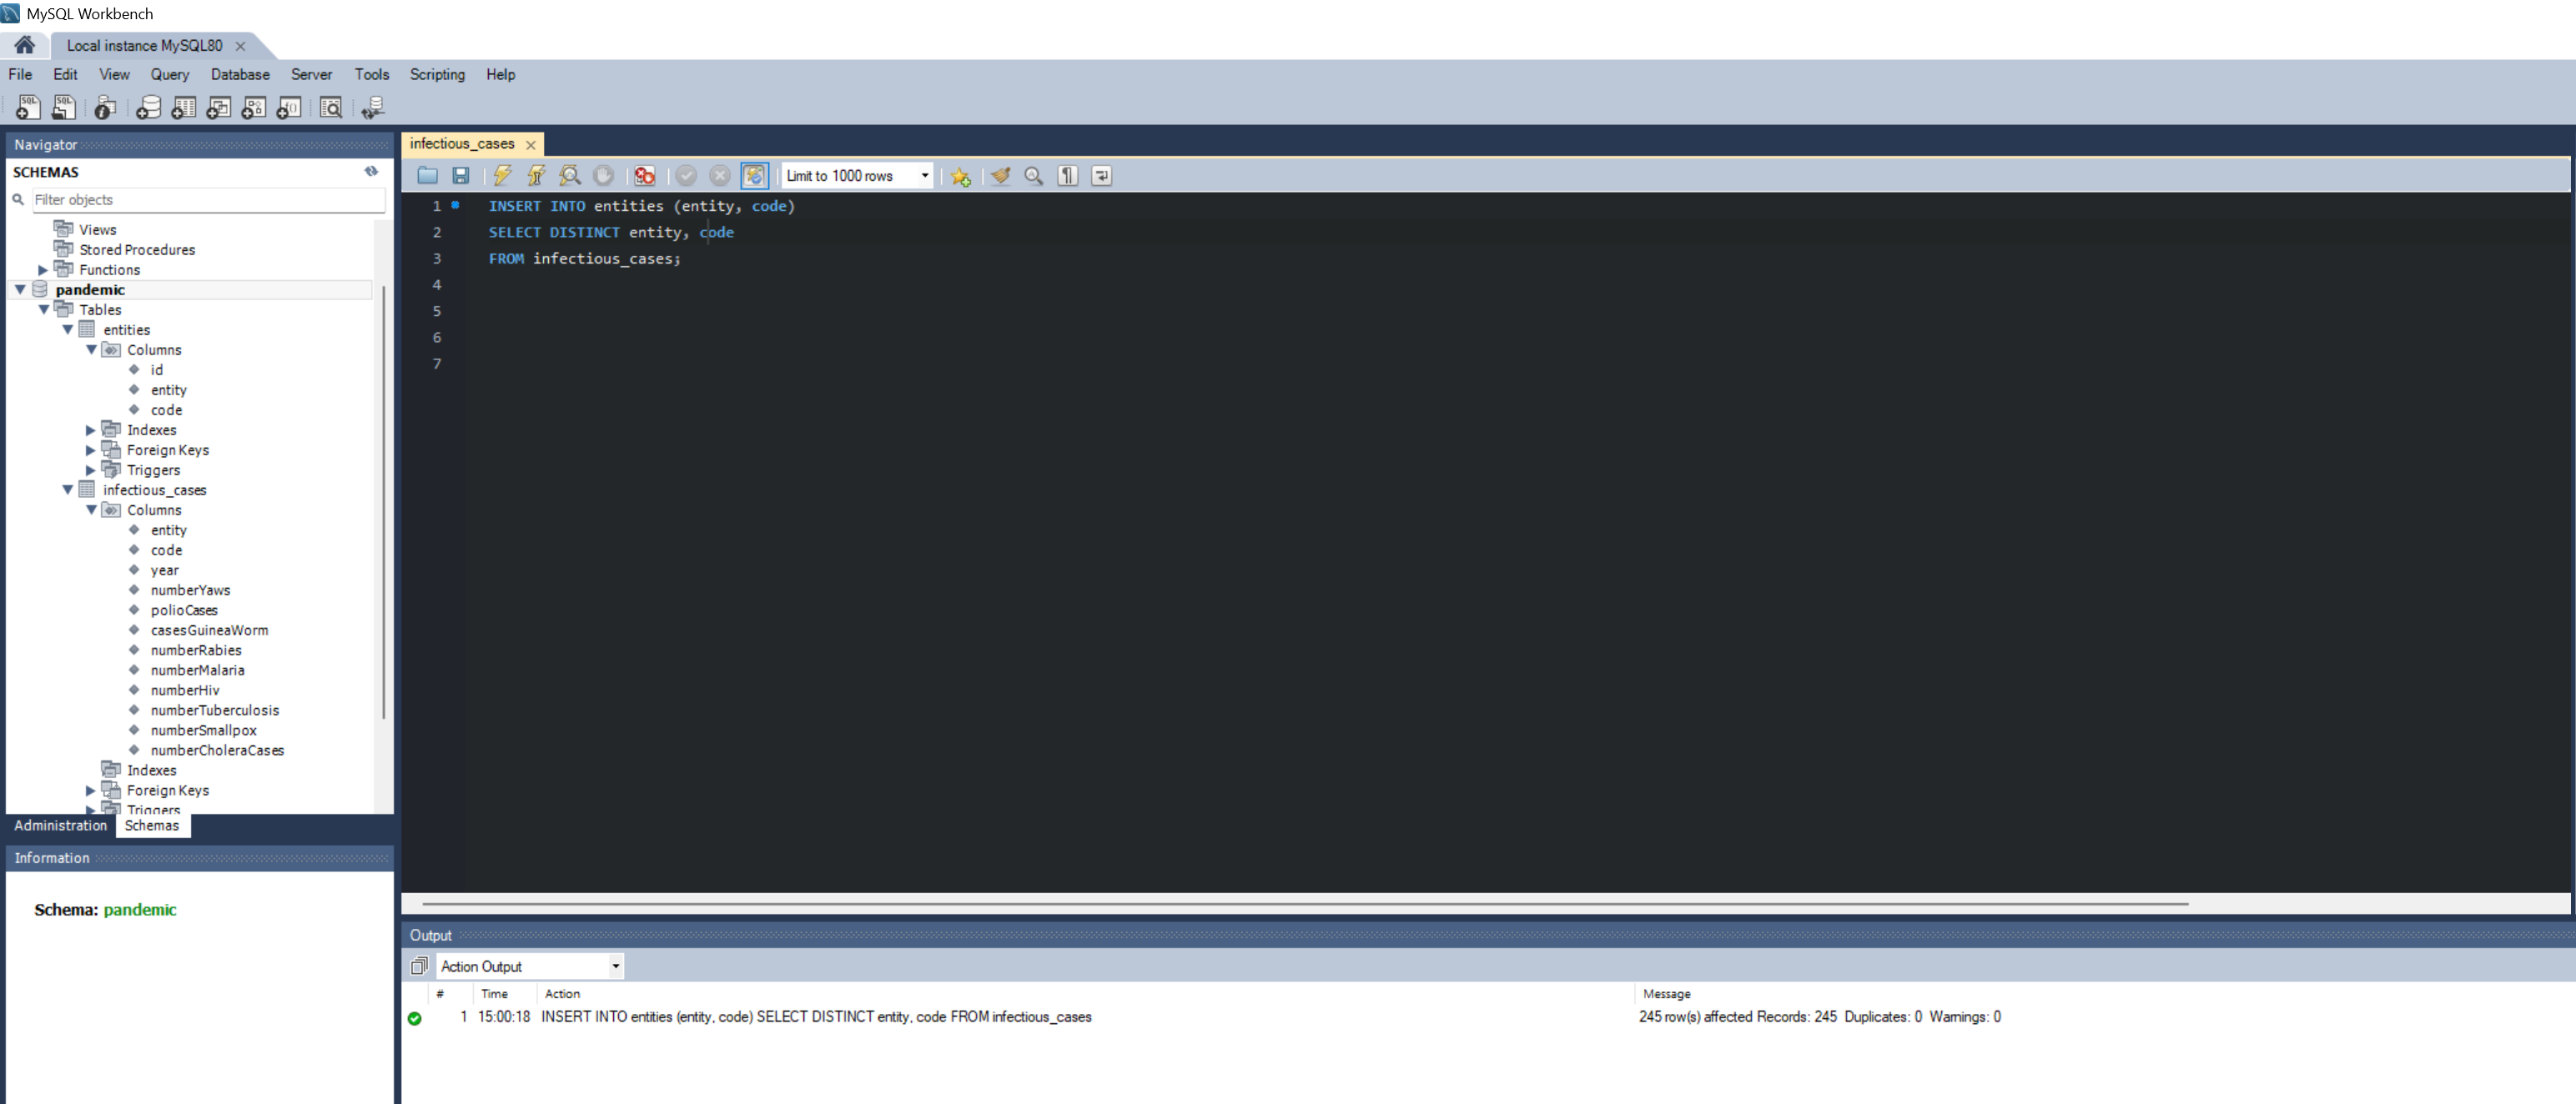 MySQL Workbench
Local instance MySQL80
File Edit View Query Database Server Tools Scripting Help
Navigator
SCHEMAS
Filter objects
Views
Stored Procedures
Functions
pandemic
Tables
entities
Columns
id
entity
code
Indexes
Foreign Keys
Triggers
infectious_cases
Columns
entity
code
year
numberYaws
polioCases
casesGuineaWorm
numberRabies
numberMalaria
numberHiv
numberTuberculosis
numberSmallpox
numberCholeraCases
Indexes
Foreign Keys
Triggers
Administration Schemas
Information
Schema: pandemic
infectious_cases
Limit to 1000 rows
1 INSERT INTO entities (entity, code)
2 SELECT DISTINCT entity, code
3 FROM infectious_cases;
4
5
6
7
Output
Action Output
# Time Action Message
1 15:00:18 INSERT INTO entities (entity, code) SELECT DISTINCT entity, code FROM infectious_cases 245 row(s) affected Records: 245 Duplicates: 0 Warnings: 0